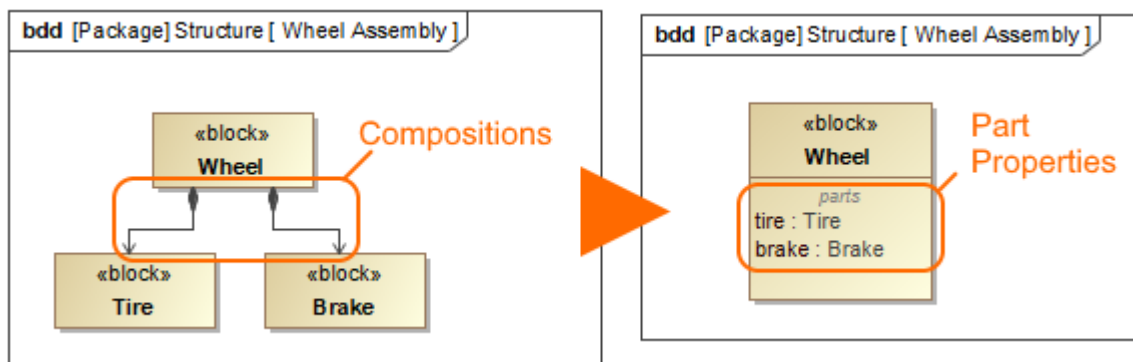 bdd [Package] Structure [ Wheel Assembly ]
«block»
Wheel
Compositions
«block»
Tire
«block»
Brake
bdd [Package] Structure [ Wheel Assembly ]
«block»
Wheel
Part
Properties
parts
tire : Tire
brake : Brake